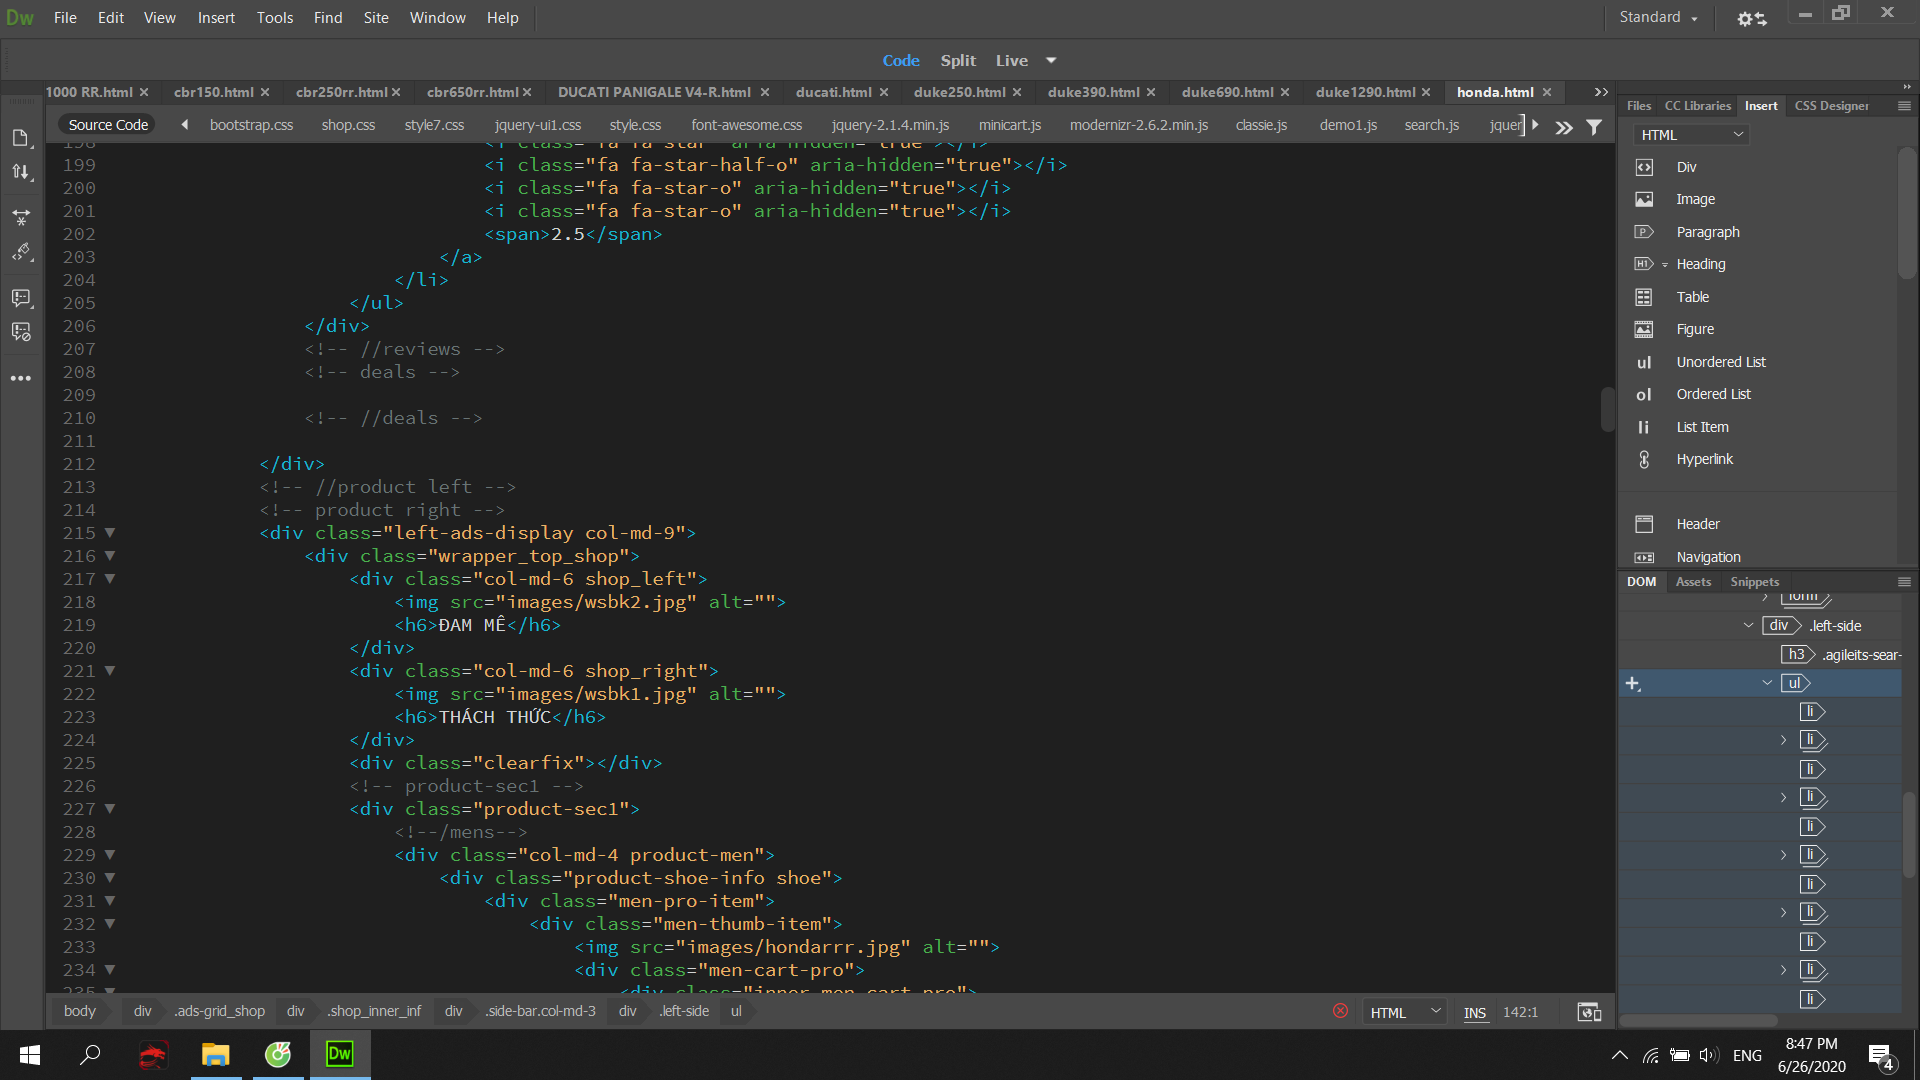 Dw File Edit View Insert Tools Find Site Window Help Standard
Code Split Live
1000 RR.html cbr150.html cbr250rr.html cbr650rr.html DUCATI PANIGALE V4-R.html ducati.html duke250.html duke390.html duke690.html duke1290.html honda.html
Source Code bootstrap.css shop.css style7.css jquery-ui1.css style.css font-awesome.css jquery-2.1.4.min.js minicart.js modernizr-2.6.2.min.js classie.js demo1.js search.js jquer
198 <i class="fa fa-star" aria-hidden="true"></i>
199 <i class="fa fa-star-half-o" aria-hidden="true"></i>
200 <i class="fa fa-star-o" aria-hidden="true"></i>
201 <i class="fa fa-star-o" aria-hidden="true"></i>
202 <span>2.5</span>
203 </a>
204 </li>
205 </ul>
206 </div>
207 <!-- //reviews -->
208 <!-- deals -->
209
210 <!-- //deals -->
211
212 </div>
213 <!-- //product left -->
214 <!-- product right -->
215 <div class="left-ads-display col-md-9">
216 <div class="wrapper_top_shop">
217 <div class="col-md-6 shop_left">
218 <img src="images/wsbk2.jpg" alt="">
219 <h6>ĐAM MÊ</h6>
220 </div>
221 <div class="col-md-6 shop_right">
222 <img src="images/wsbk1.jpg" alt="">
223 <h6>THÁCH THỨC</h6>
224 </div>
225 <div class="clearfix"></div>
226 <!-- product-sec1 -->
227 <div class="product-sec1">
228 <!--/mens-->
229 <div class="col-md-4 product-men">
230 <div class="product-shoe-info shoe">
231 <div class="men-pro-item">
232 <div class="men-thumb-item">
233 <img src="images/hondarrr.jpg" alt="">
234 <div class="men-cart-pro">
235 <div class="inner-men-cart-pro">
body div .ads-grid_shop div .shop_inner_inf div .side-bar.col-md-3 div .left-side ul HTML INS 142:1
Files CC Libraries Insert CSS Designer
HTML
Div
Image
Paragraph
Heading
Table
Figure
ul Unordered List
ol Ordered List
li List Item
Hyperlink
Header
Navigation
DOM Assets Snippets
form
div .left-side
h3 .agileits-sear-
ul
li
li
li
li
li
li
li
li
li
li
li
Dw
ENG
8:47 PM
6/26/2020
4